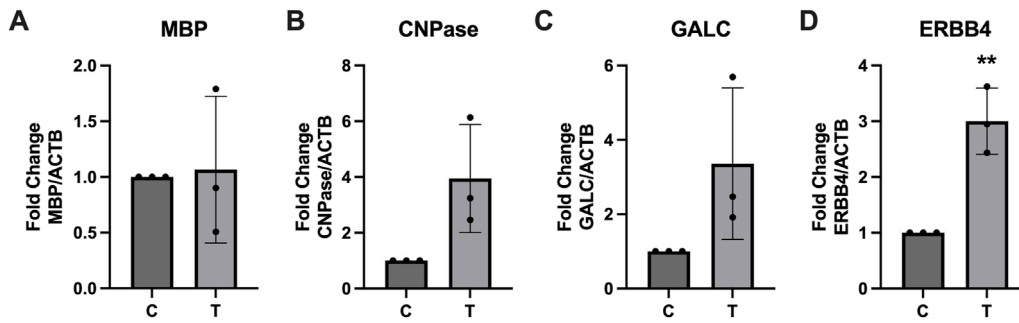 A
MBP
Fold Change
MBP/ACTB
2.0
1.5
1.0
0.5
0.0
C
T
B
CNPase
Fold Change
CNPase/ACTB
8
6
4
2
0
C
T
C
GALC
Fold Change
GALC/ACTB
6
4
2
0
C
T
D
ERBB4
Fold Change
ERBB4/ACTB
4
3
2
1
0
**
C
T